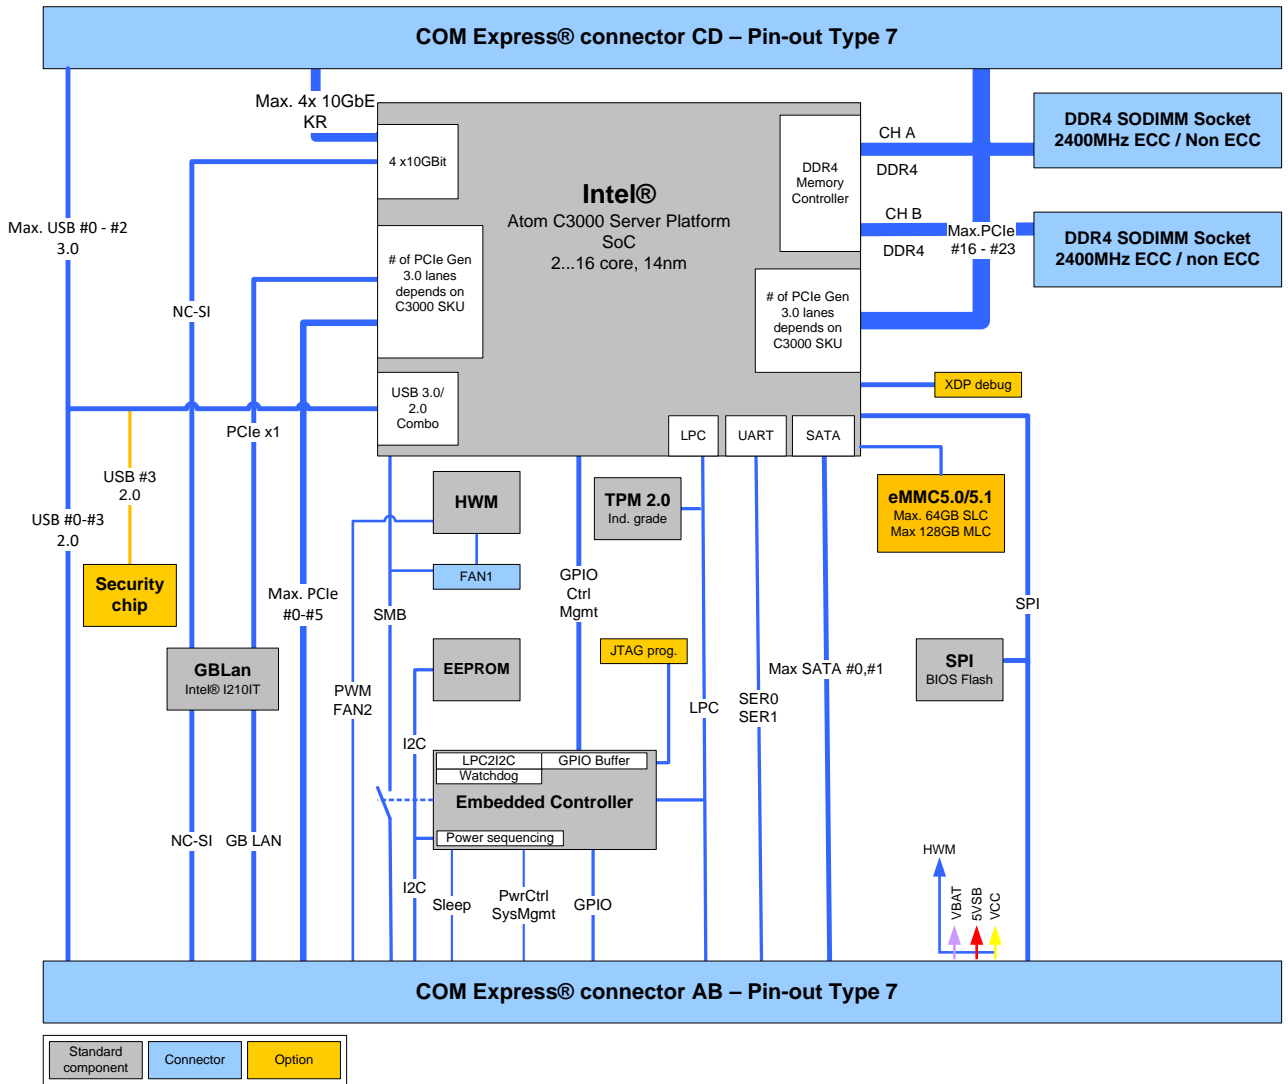 COM Express® connector CD – Pin-out Type 7
Max. 4x 10GbE
KR
4 x10GBit
Intel®
Atom C3000 Server Platform
SoC
2...16 core, 14nm
DDR4
Memory
Controller
CH A
DDR4
CH B
DDR4
DDR4 SODIMM Socket
2400MHz ECC / Non ECC
DDR4 SODIMM Socket
2400MHz ECC / non ECC
Max.PCIe
#16 - #23
Max. USB #0 - #2
3.0
NC-SI
# of PCIe Gen
3.0 lanes
depends on
C3000 SKU
# of PCIe Gen
3.0 lanes
depends on
C3000 SKU
USB 3.0/
2.0
Combo
XDP debug
PCIe x1
LPC
UART
SATA
USB #3
2.0
USB #0-#3
2.0
HWM
TPM 2.0
Ind. grade
eMMC5.0/5.1
Max. 64GB SLC
Max 128GB MLC
Security
chip
FAN1
Max. PCIe
#0-#5
SMB
GPIO
Ctrl
Mgmt
SPI
GBLan
Intel® I210IT
EEPROM
JTAG prog.
SPI
BIOS Flash
Max SATA #0,#1
PWM
FAN2
LPC
SER0
SER1
I2C
LPC2I2C
GPIO Buffer
Watchdog
Embedded Controller
Power sequencing
NC-SI
GB LAN
I2C
Sleep
PwrCtrl
SysMgmt
GPIO
HWM
VBAT
5VSB
VCC
COM Express® connector AB – Pin-out Type 7
Standard
component
Connector
Option